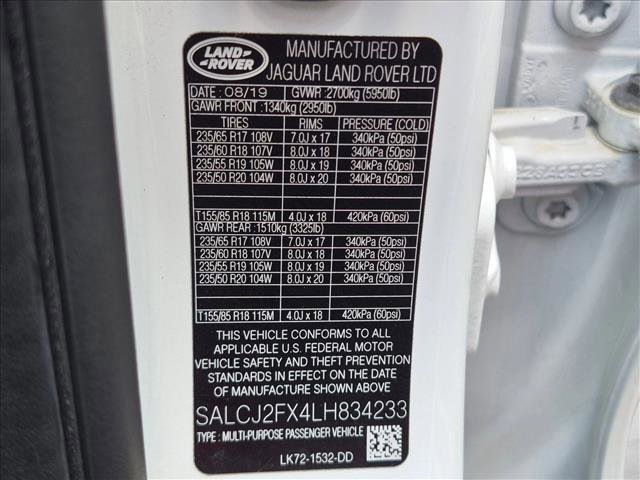 LAND-
ROVER
MANUFACTURED BY
JAGUAR LAND ROVER LTD
DATE : 08/19 GVWR :2700kg (5950lb)
GAWR FRONT :1340kg (2950lb)
TIRES RIMS PRESSURE (COLD)
235/65 R17 108V 7.0J x 17 340kPa (50psi)
235/60 R18 107V 8.0J x 18 340kPa (50psi)
235/55 R19 105W 8.0J x 19 340kPa (50psi)
235/50 R20 104W 8.0J x 20 340kPa (50psi)
T155/85 R18 115M 4.0J x 18 420kPa (60psi)
GAWR REAR :1510kg (3325lb)
235/65 R17 108V 7.0J x 17 340kPa (50psi)
235/60 R18 107V 8.0J x 18 340kPa (50psi)
235/55 R19 105W 8.0J x 19 340kPa (50psi)
235/50 R20 104W 8.0J x 20 340kPa (50psi)
T155/85 R18 115M 4.0J x 18 420kPa (60psi)
THIS VEHICLE CONFORMS TO ALL
APPLICABLE U.S. FEDERAL MOTOR
VEHICLE SAFETY AND THEFT PREVENTION
STANDARDS IN EFFECT ON THE DATE
OF MANUFACTURE SHOWN ABOVE
SALCJ2FX4LH834233
TYPE : MULTI-PURPOSE PASSENGER VEHICLE
LK72-1532-DD